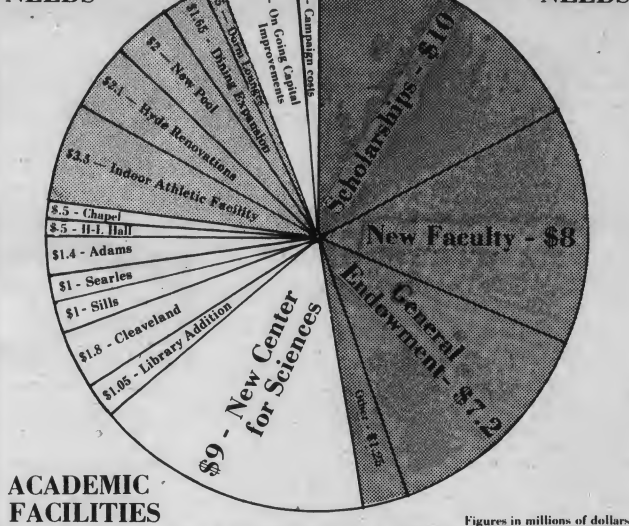 NEEDS
NEEDS
Campaign costs
On Going Capital
Improvements
Dorm Lounges
$1.65 - Dining Expansion
$2 — New Pool
$2.1 — Hyde Renovations
$3.3 — Indoor Athletic Facility
$.5 - Chapel
$.5 - H-L Hall
$1.4 - Adams
$1 - Searles
$1 - Sills
$1.8 - Cleaveland
$1.05 - Library Addition
$9 - New Center
for Sciences
Other - $1.25
General
Endowment- $7.2
New Faculty - $8
Scholarships - $10
ACADEMIC
FACILITIES
Figures in millions of dollars